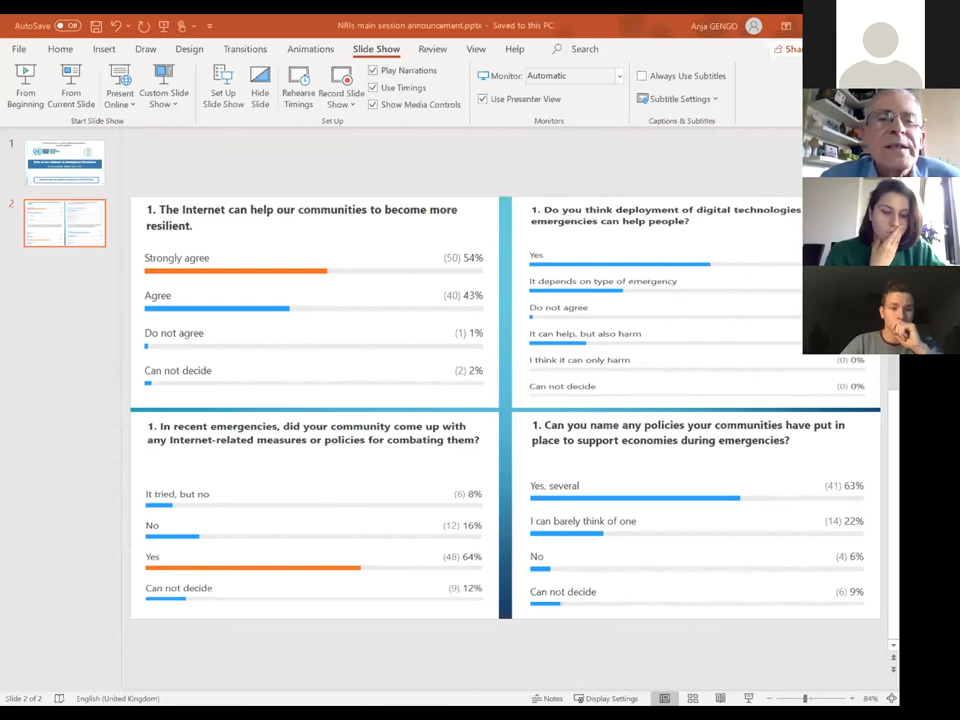 AutoSave Off
NRIs main session announcement.pptx - Saved to this PC
Anja GENGO
File Home Insert Draw Design Transitions Animations Slide Show Review View Help Search
Play Narrations
Monitor: Automatic
Always Use Subtitles
From Beginning
From Current Slide
Present Online
Custom Slide Show
Set Up Slide Show
Hide Slide
Rehearse Timings
Record Slide Show
Use Timings
Show Media Controls
Use Presenter View
Subtitle Settings
Start Slide Show
Set Up
Monitors
Captions & Subtitles
1
2
1. The Internet can help our communities to become more
resilient.
Strongly agree (50) 54%
Agree (40) 43%
Do not agree (1) 1%
Can not decide (2) 2%
1. Do you think deployment of digital technologies
emergencies can help people?
Yes
It depends on type of emergency
Do not agree
It can help, but also harm
I think it can only harm (0) 0%
Can not decide (0) 0%
1. In recent emergencies, did your community come up with
any Internet-related measures or policies for combating them?
It tried, but no (6) 8%
No (12) 16%
Yes (48) 64%
Can not decide (9) 12%
1. Can you name any policies your communities have put in
place to support economies during emergencies?
Yes, several (41) 63%
I can barely think of one (14) 22%
No (4) 6%
Can not decide (6) 9%
Slide 2 of 2 English (United Kingdom) Notes Display Settings 84%